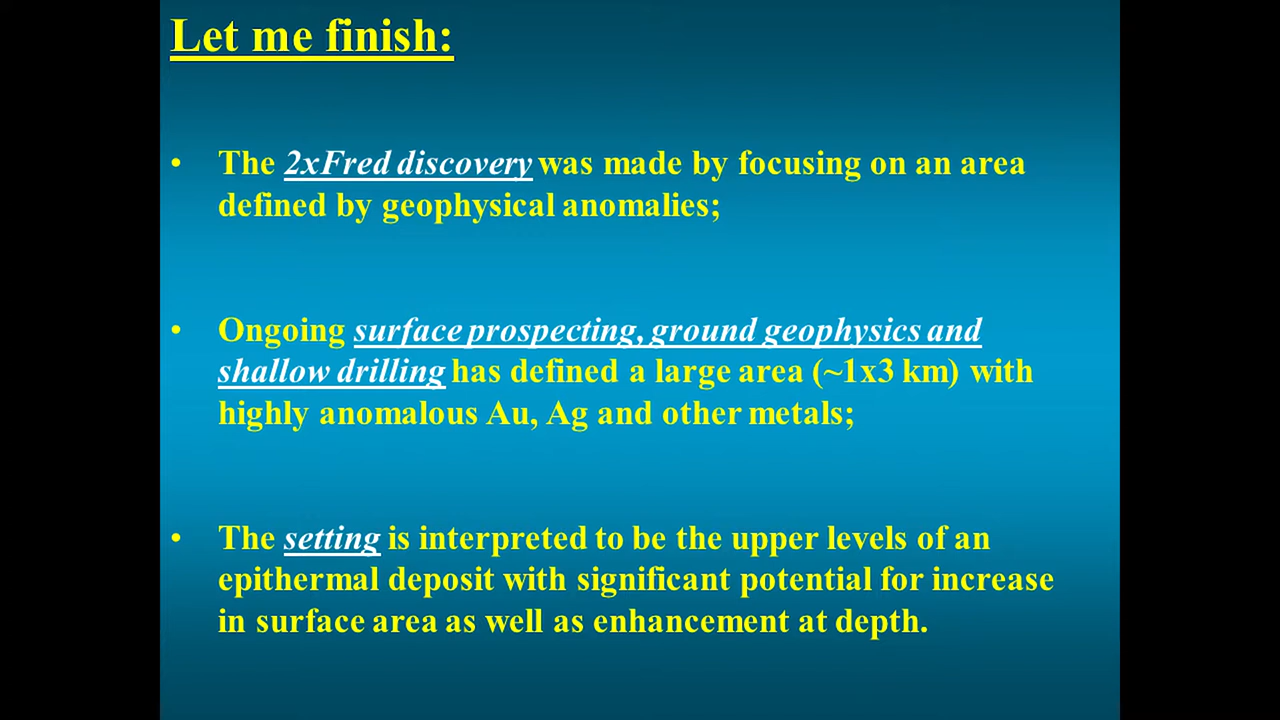 Let me finish:
• The 2xFred discovery was made by focusing on an area
defined by geophysical anomalies;
• Ongoing surface prospecting, ground geophysics and
shallow drilling has defined a large area (~1x3 km) with
highly anomalous Au, Ag and other metals;
• The setting is interpreted to be the upper levels of an
epithermal deposit with significant potential for increase
in surface area as well as enhancement at depth.